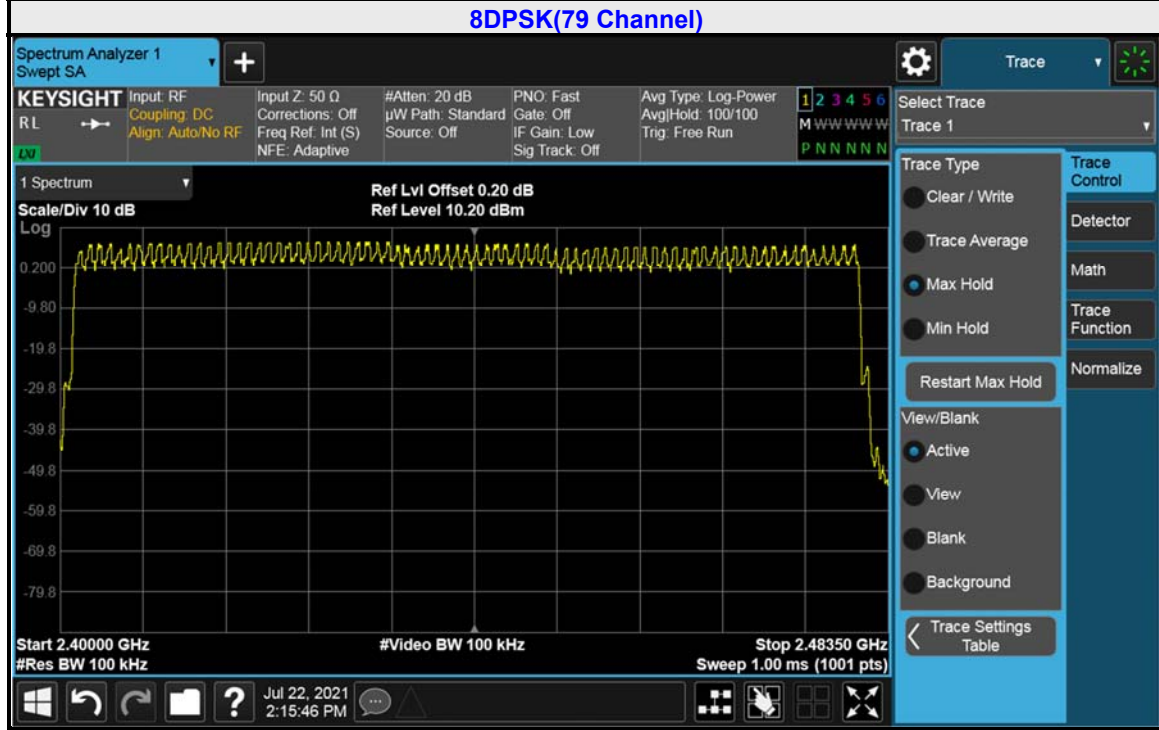 8DPSK(79 Channel)
Spectrum Analyzer 1
Swept SA
Trace
KEYSIGHT
RL
LXI
Input: RF
Coupling: DC
Align: Auto/No RF
Input Z: 50 Ω
Corrections: Off
Freq Ref: Int (S)
NFE: Adaptive
#Atten: 20 dB
µW Path: Standard
Source: Off
PNO: Fast
Gate: Off
IF Gain: Low
Sig Track: Off
Avg Type: Log-Power
Avg|Hold: 100/100
Trig: Free Run
1 2 3 4 5 6
M W W W W W
P N N N N N
Select Trace
Trace 1
1 Spectrum
Scale/Div 10 dB
Log
Ref Lvl Offset 0.20 dB
Ref Level 10.20 dBm
0.200
-9.80
-19.8
-29.8
-39.8
-49.8
-59.8
-69.8
-79.8
Start 2.40000 GHz
#Res BW 100 kHz
#Video BW 100 kHz
Stop 2.48350 GHz
Sweep 1.00 ms (1001 pts)
Trace Type
Clear / Write
Trace Average
Max Hold
Min Hold
Restart Max Hold
View/Blank
Active
View
Blank
Background
Trace Settings
Table
Trace
Control
Detector
Math
Trace
Function
Normalize
?
Jul 22, 2021
2:15:46 PM